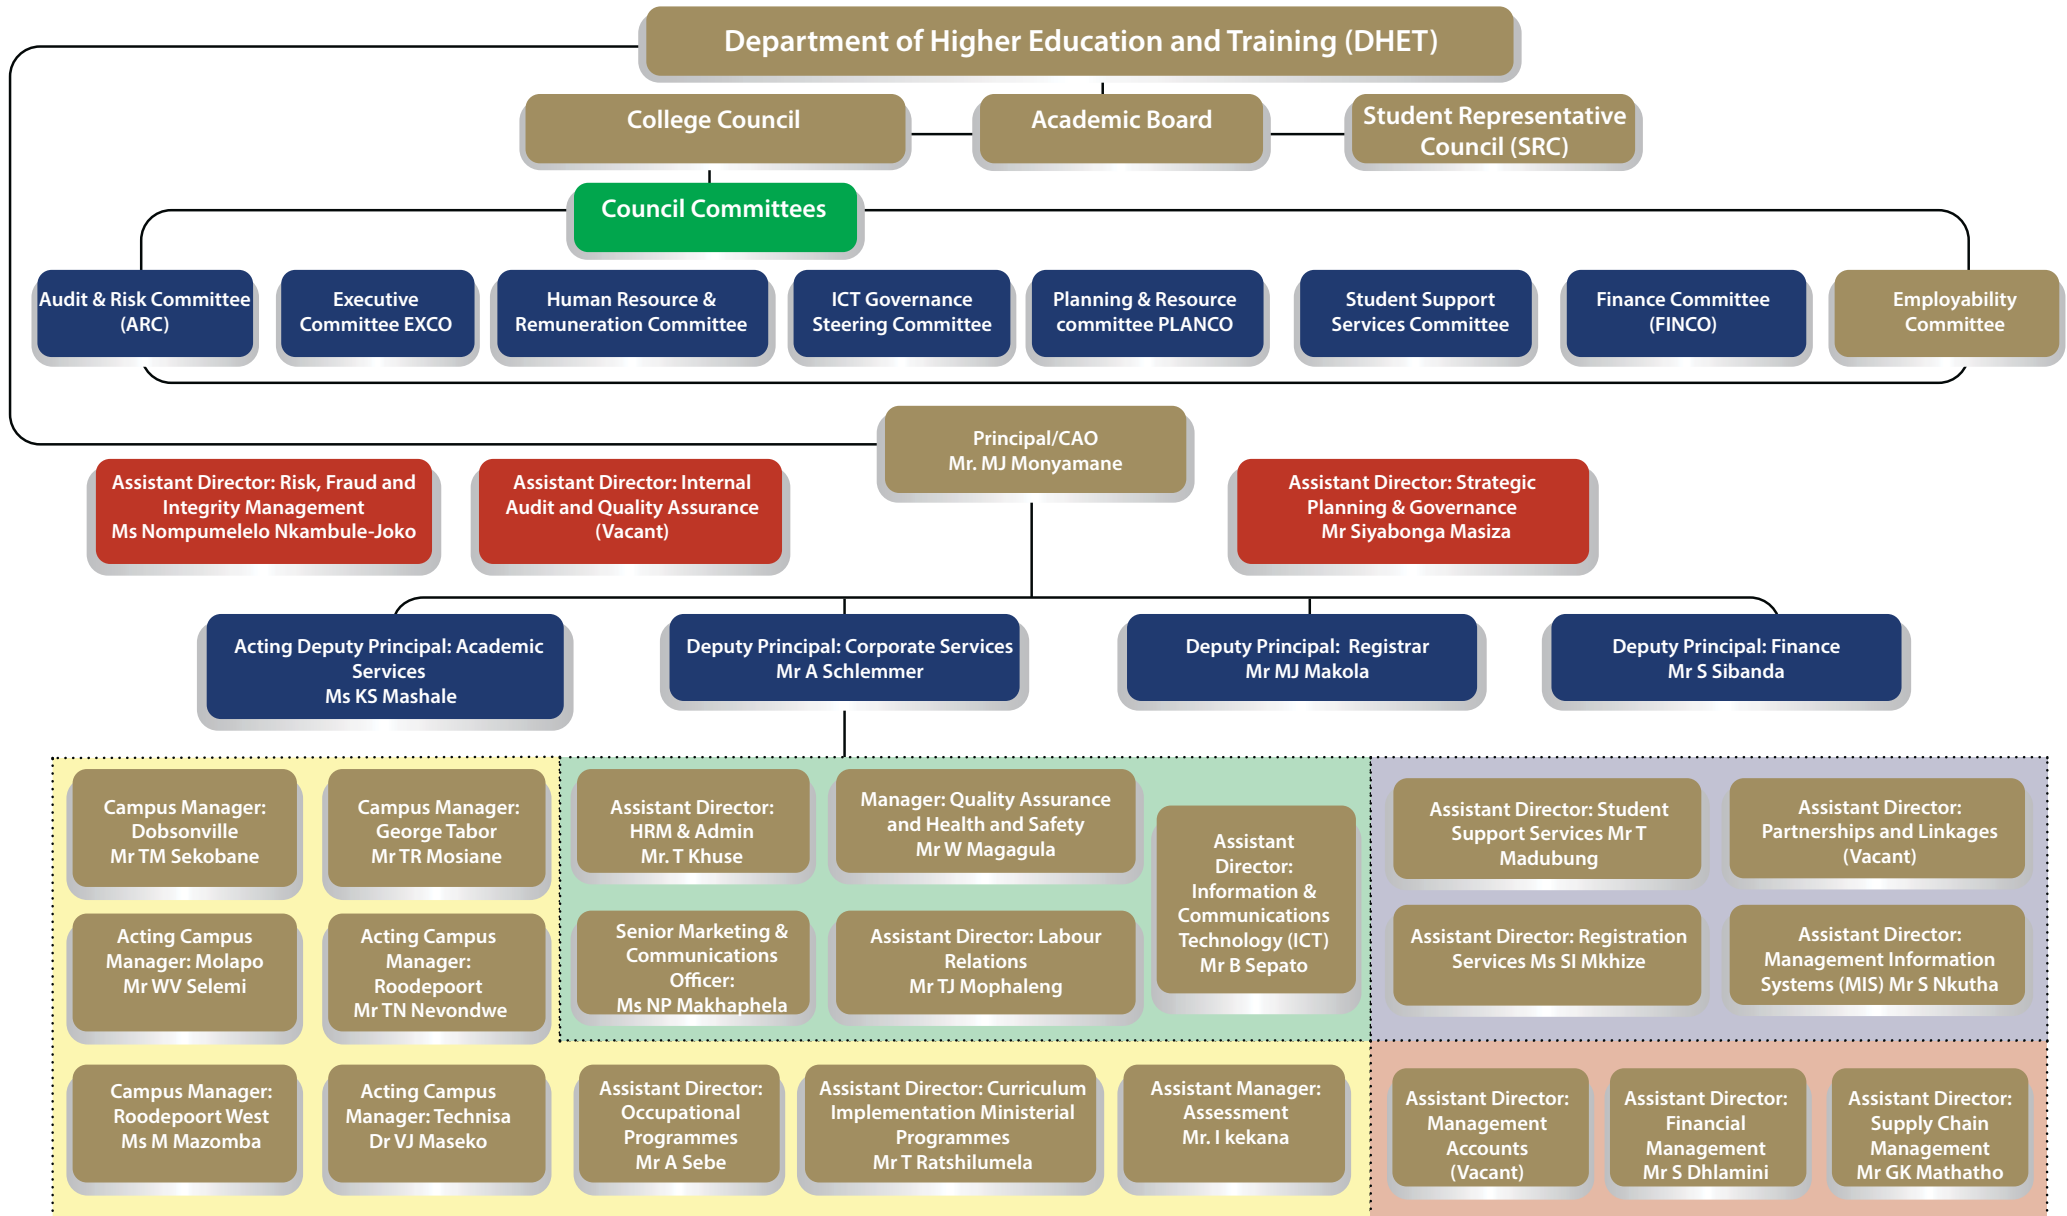 Department of Higher Education and Training (DHET)
College Council
Academic Board
Student Representative
Council (SRC)
Council Committees
Audit & Risk Committee
(ARC)
Executive
Committee EXCO
Human Resource &
Remuneration Committee
ICT Governance
Steering Committee
Planning & Resource
committee PLANCO
Student Support
Services Committee
Finance Committee
(FINCO)
Employability
Committee
Principal/CAO
Mr. MJ Monyamane
Assistant Director: Risk, Fraud and
Integrity Management
Ms Nompumelelo Nkambule-Joko
Assistant Director: Internal
Audit and Quality Assurance
(Vacant)
Assistant Director: Strategic
Planning & Governance
Mr Siyabonga Masiza
Acting Deputy Principal: Academic
Services
Ms KS Mashale
Deputy Principal: Corporate Services
Mr A Schlemmer
Deputy Principal:  Registrar
Mr MJ Makola
Deputy Principal: Finance
Mr S Sibanda
Campus Manager:
Dobsonville
Mr TM Sekobane
Campus Manager:
George Tabor
Mr TR Mosiane
Assistant Director:
HRM & Admin
Mr. T Khuse
Manager: Quality Assurance
and Health and Safety
Mr W Magagula
Assistant
Director:
Information &
Communications
Technology (ICT)
Mr B Sepato
Assistant Director: Student
Support Services Mr T
Madubung
Assistant Director:
Partnerships and Linkages
(Vacant)
Acting Campus
Manager: Molapo
Mr WV Selemi
Acting Campus
Manager:
Roodepoort
Mr TN Nevondwe
Senior Marketing &
Communications
Officer:
Ms NP Makhaphela
Assistant Director: Labour
Relations
Mr TJ Mophaleng
Assistant Director: Registration
Services Ms SI Mkhize
Assistant Director:
Management Information
Systems (MIS) Mr S Nkutha
Campus Manager:
Roodepoort West
Ms M Mazomba
Acting Campus
Manager: Technisa
Dr VJ Maseko
Assistant Director:
Occupational
Programmes
Mr A Sebe
Assistant Director: Curriculum
Implementation Ministerial
Programmes
Mr T Ratshilumela
Assistant Manager:
Assessment
Mr. I kekana
Assistant Director:
Management
Accounts
(Vacant)
Assistant Director:
Financial
Management
Mr S Dhlamini
Assistant Director:
Supply Chain
Management
Mr GK Mathatho